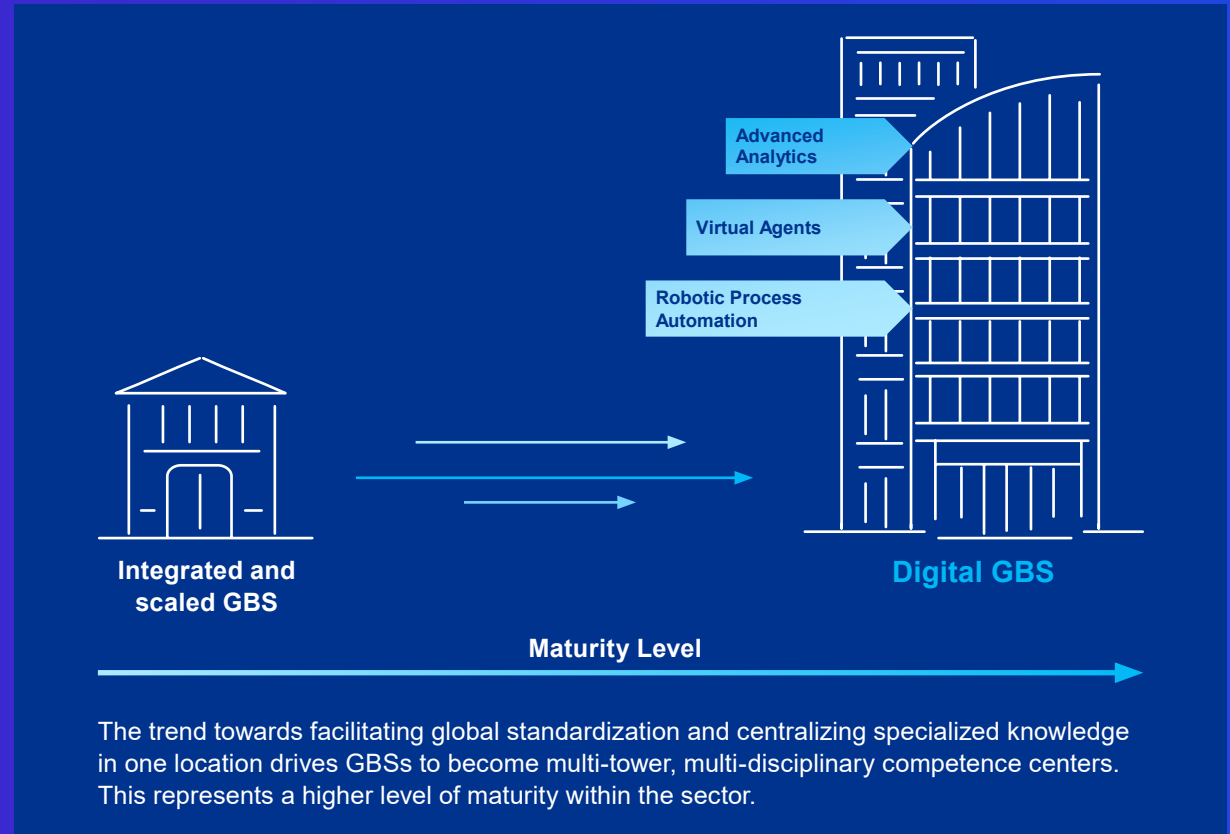 Advanced
Analytics
Virtual Agents
Robotic Process
Automation
Integrated and
scaled GBS
Digital GBS
Maturity Level
The trend towards facilitating global standardization and centralizing specialized knowledge
in one location drives GBSs to become multi-tower, multi-disciplinary competence centers.
This represents a higher level of maturity within the sector.